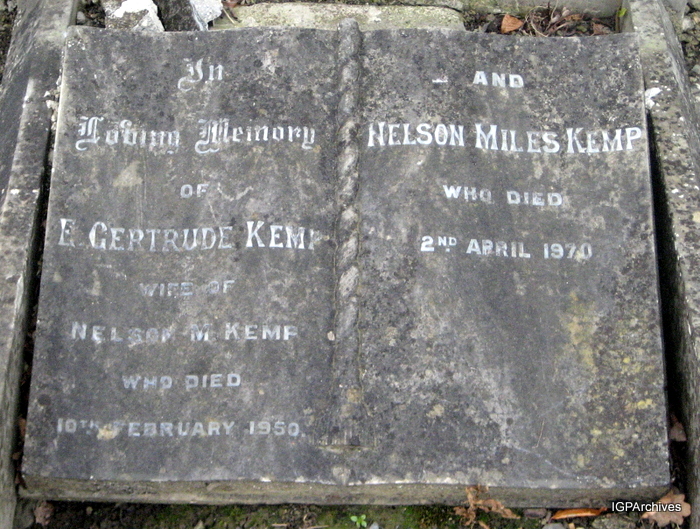 In
Loving Memory
OF
E. GERTRUDE KEMP
WIFE OF
NELSON M. KEMP
WHO DIED
10TH FEBRUARY 1950.
AND
NELSON MILES KEMP
WHO DIED
2ND APRIL 1970
IGPArchives